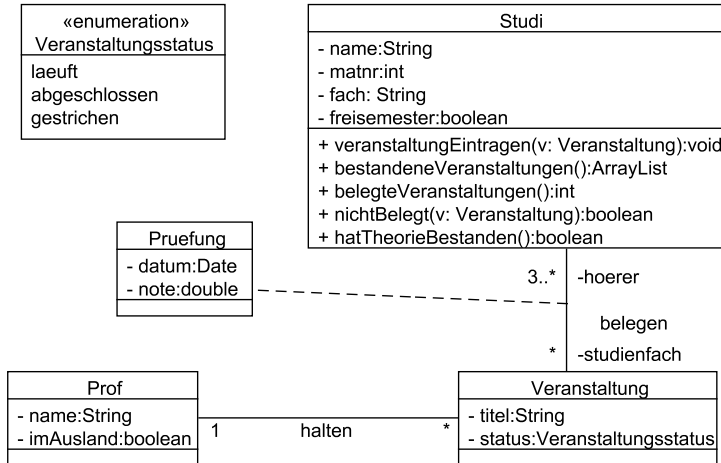 «enumeration»
Veranstaltungsstatus
laeuft
abgeschlossen
gestrichen
Studi
- name:String
- matnr:int
- fach: String
- freisemester:boolean
+ veranstaltungEintragen(v: Veranstaltung):void
+ bestandeneVeranstaltungen():ArrayList
+ belegteVeranstaltungen():int
+ nichtBelegt(v: Veranstaltung):boolean
+ hatTheorieBestanden():boolean
Pruefung
- datum:Date
- note:double
3..* -hoerer
belegen
* -studienfach
Prof
- name:String
- imAusland:boolean
1 halten *
Veranstaltung
- titel:String
- status:Veranstaltungsstatus